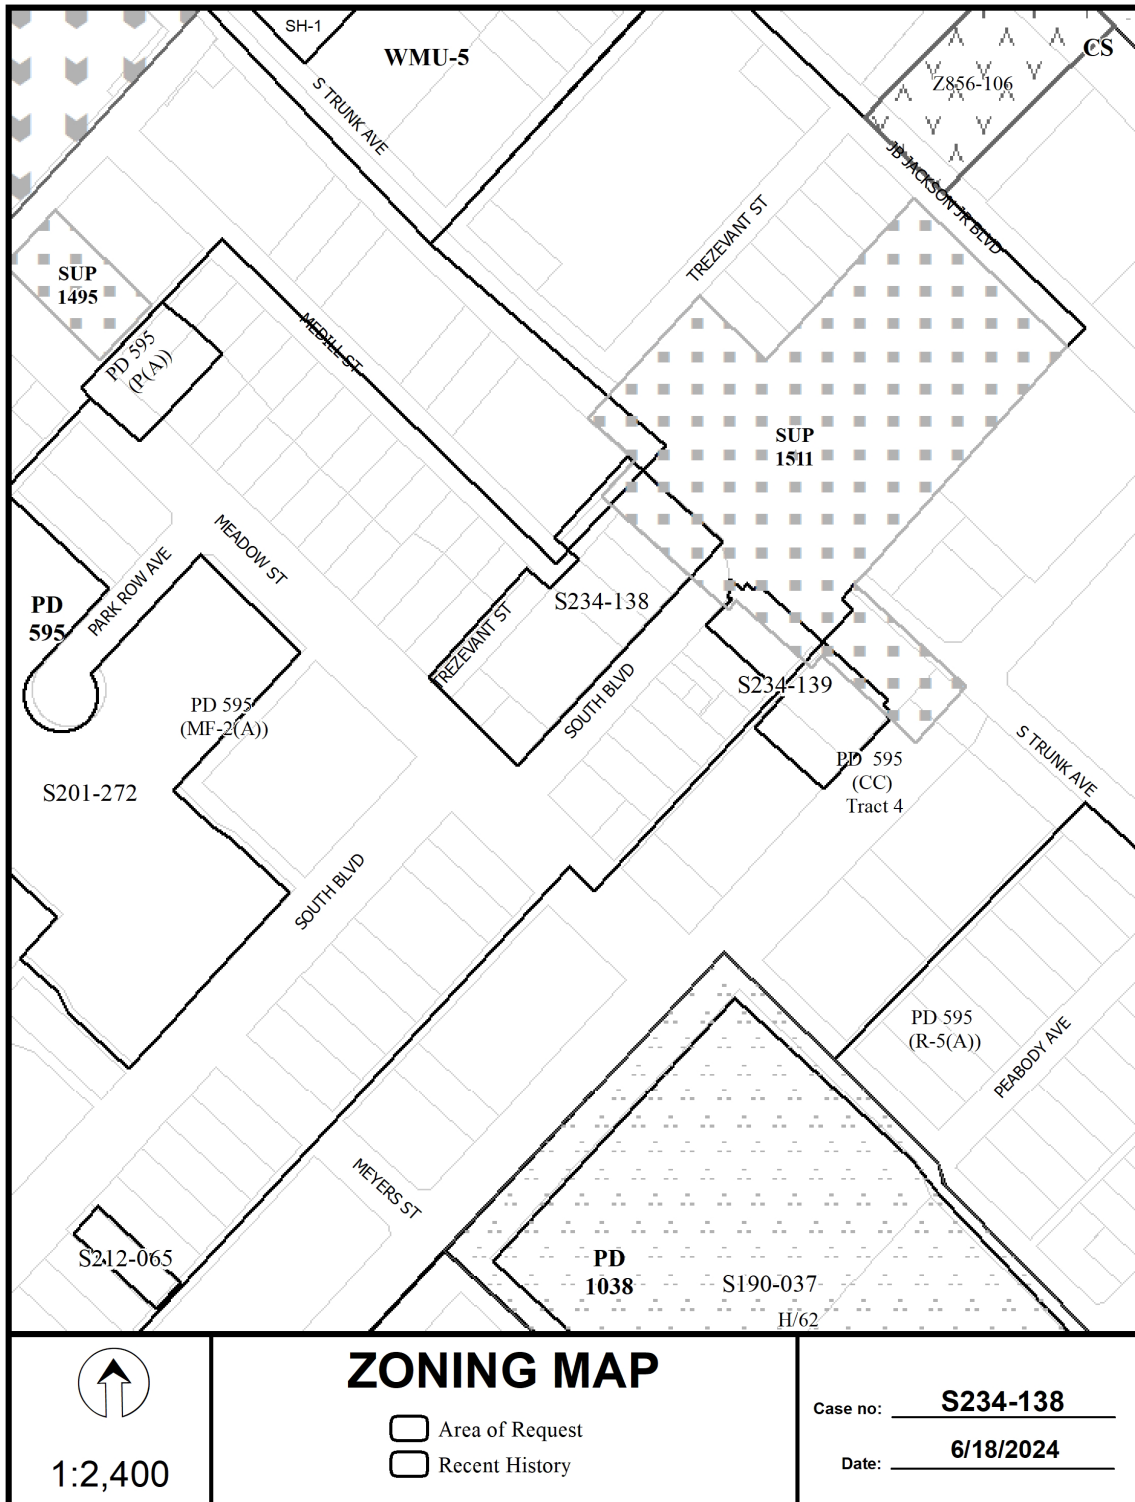 SH-1
WMU-5
CS
Z856-106
S TRUNK AVE
JB JACKSON JR BLVD
TREZEVANT ST
SUP
1495
PD 595
(P(A))
MEDILL ST
SUP
1511
MEADOW ST
PARK ROW AVE
PD
595
S234-138
TREZEVANT ST
SOUTH BLVD
S234-139
PD 595
(MF-2(A))
S201-272
PD 595
(CC)
Tract 4
S TRUNK AVE
SOUTH BLVD
PD 595
(R-5(A))
PEABODY AVE
MEYERS ST
S212-065
PD
1038
S190-037
H/62
1:2,400
ZONING MAP
Area of Request
Recent History
Case no: S234-138
Date: 6/18/2024